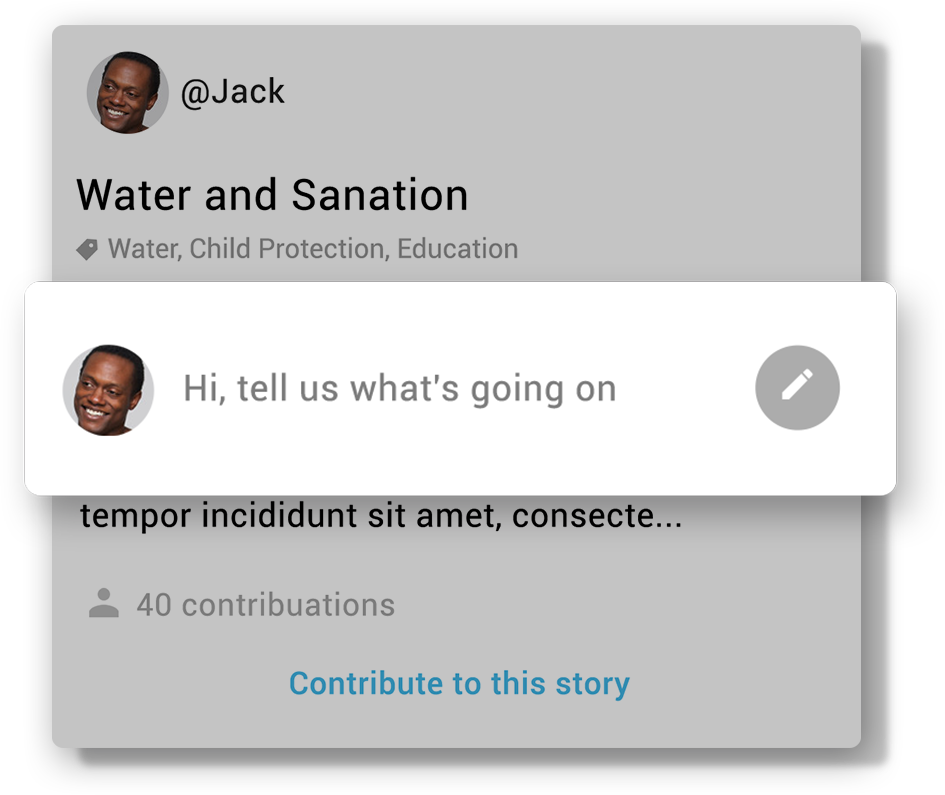 @Jack
Water and Sanation
Water, Child Protection, Education
Hi, tell us what's going on
tempor incididunt sit amet, consecte...
40 contribuations
Contribute to this story